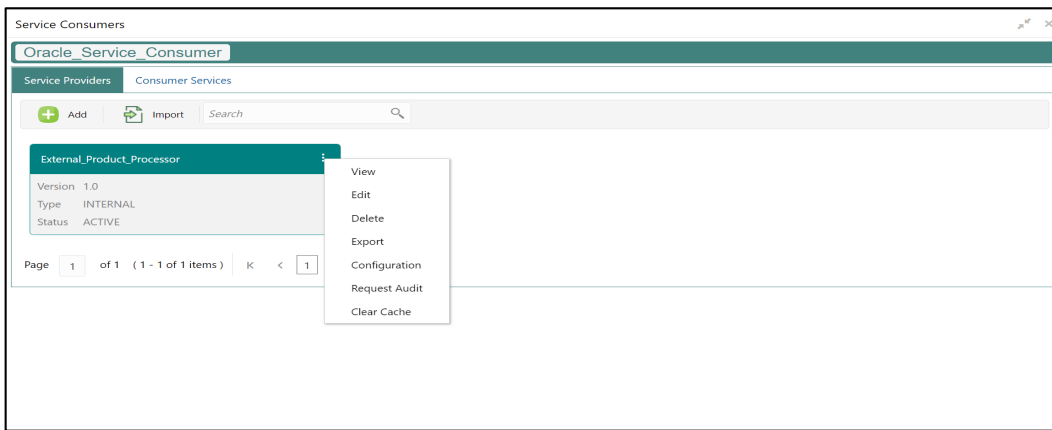 Service Consumers
Oracle_Service_Consumer
Service Providers Consumer Services
Add Import Search
External_Product_Processor
Version 1.0
Type INTERNAL
Status ACTIVE
View
Edit
Delete
Export
Configuration
Request Audit
Clear Cache
Page 1 of 1 ( 1 - 1 of 1 items ) K < 1